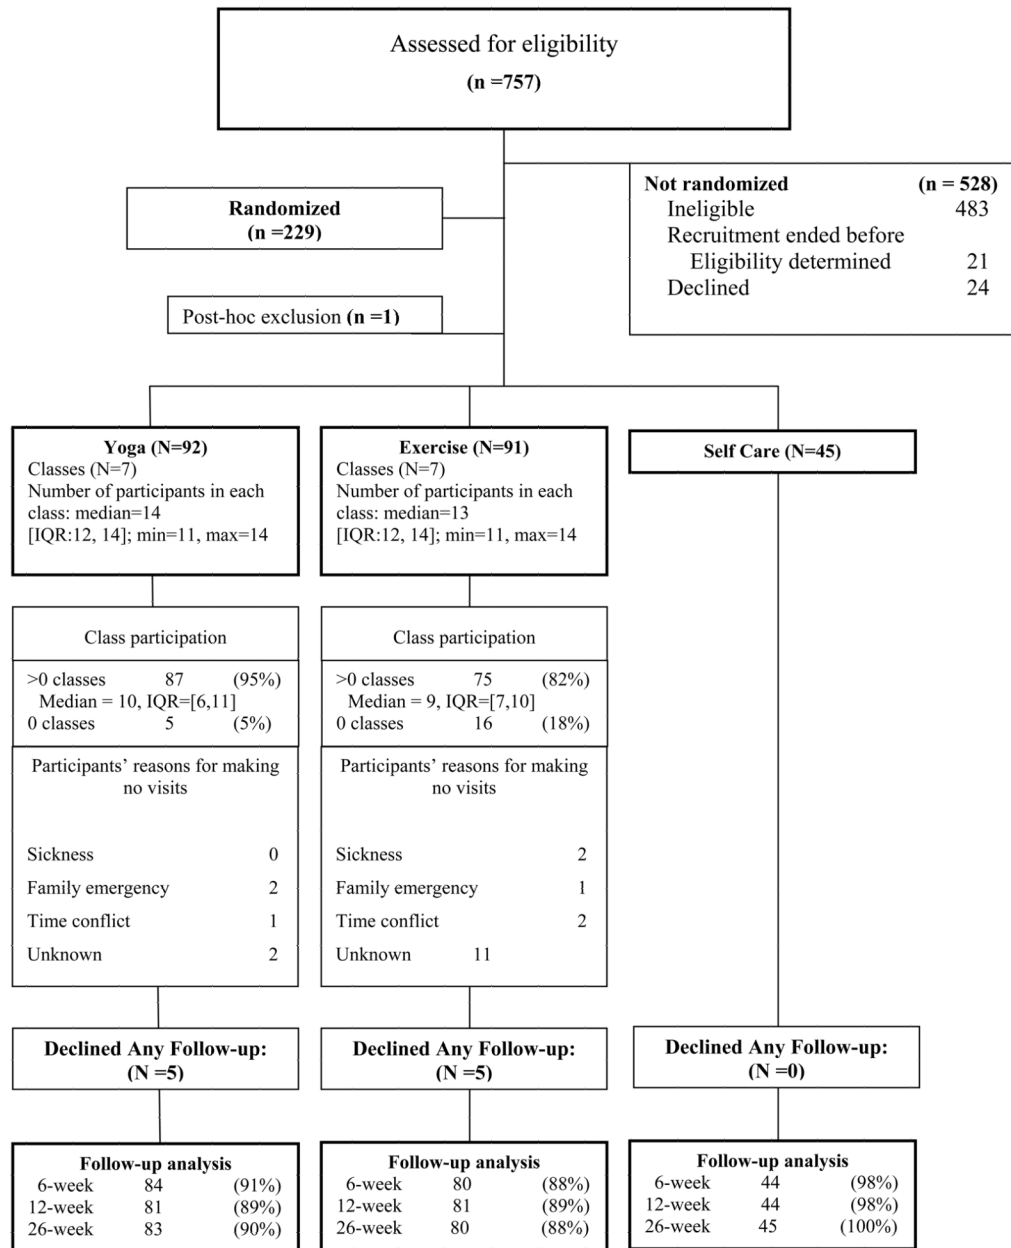 Assessed for eligibility
(n =757)
Not randomized (n = 528)
Ineligible 483
Recruitment ended before
Eligibility determined 21
Declined 24
Randomized
(n =229)
Post-hoc exclusion (n =1)
Yoga (N=92)
Classes (N=7)
Number of participants in each
class: median=14
[IQR:12, 14]; min=11, max=14
Exercise (N=91)
Classes (N=7)
Number of participants in each
class: median=13
[IQR:12, 14]; min=11, max=14
Self Care (N=45)
Class participation
>0 classes 87 (95%)
Median = 10, IQR=[6,11]
0 classes 5 (5%)
Participants’ reasons for making
no visits
Sickness 0
Family emergency 2
Time conflict 1
Unknown 2
Class participation
>0 classes 75 (82%)
Median = 9, IQR=[7,10]
0 classes 16 (18%)
Participants’ reasons for making
no visits
Sickness 2
Family emergency 1
Time conflict 2
Unknown 11
Declined Any Follow-up:
(N =5)
Declined Any Follow-up:
(N =5)
Declined Any Follow-up:
(N =0)
Follow-up analysis
6-week 84 (91%)
12-week 81 (89%)
26-week 83 (90%)
Follow-up analysis
6-week 80 (88%)
12-week 81 (89%)
26-week 80 (88%)
Follow-up analysis
6-week 44 (98%)
12-week 44 (98%)
26-week 45 (100%)